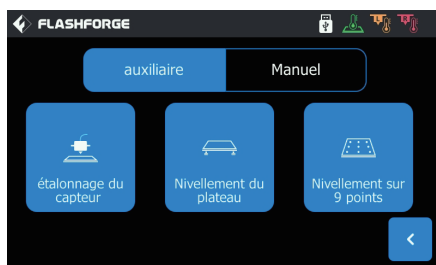 FLASHFORGE
L
R
auxiliaire
Manuel
étalonnage du
capteur
Nivellement du
plateau
Nivellement sur
9 points